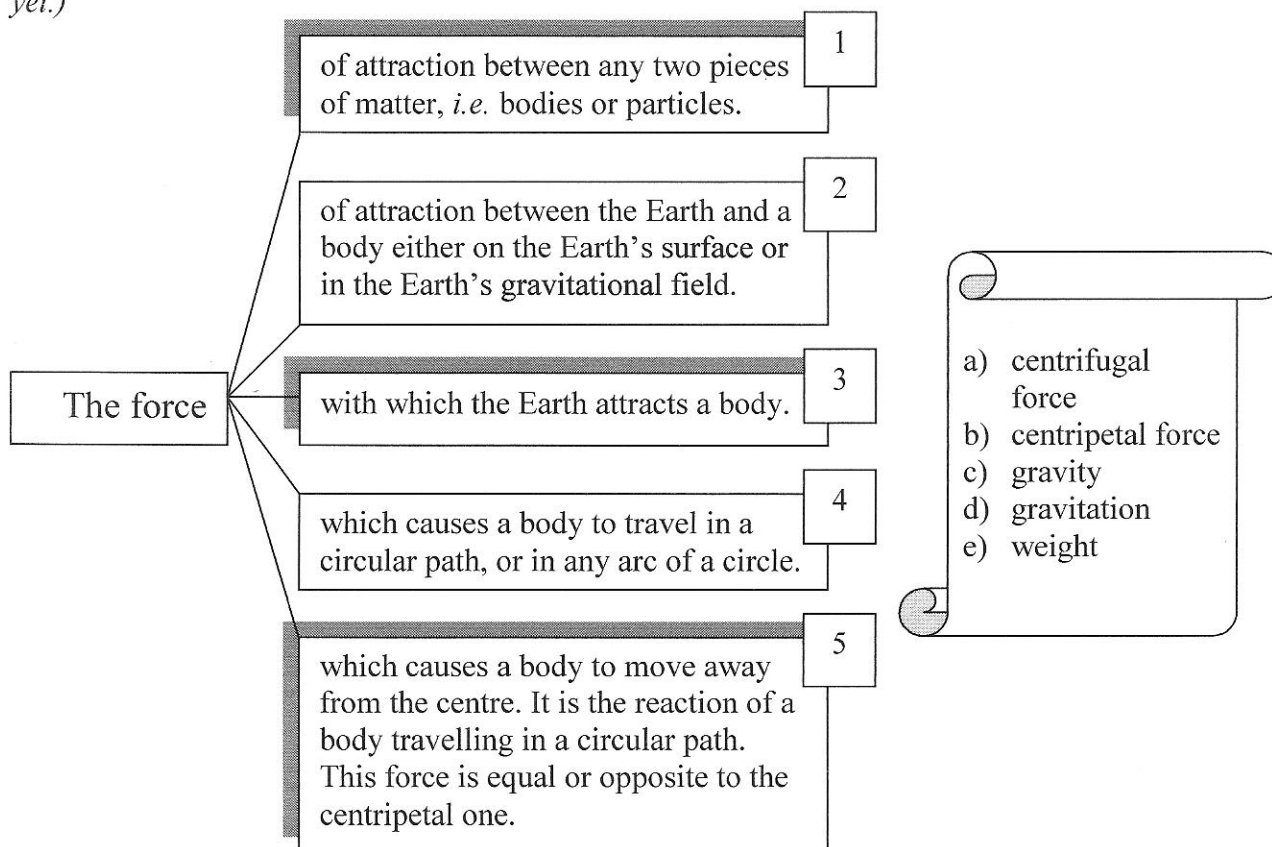 yet.)
1
of attraction between any two pieces
of matter, i.e. bodies or particles.
2
of attraction between the Earth and a
body either on the Earth's surface or
in the Earth's gravitational field.
The force
3
with which the Earth attracts a body.
4
which causes a body to travel in a
circular path, or in any arc of a circle.
5
which causes a body to move away
from the centre. It is the reaction of a
body travelling in a circular path.
This force is equal or opposite to the
centripetal one.
a) centrifugal
force
b) centripetal force
c) gravity
d) gravitation
e) weight